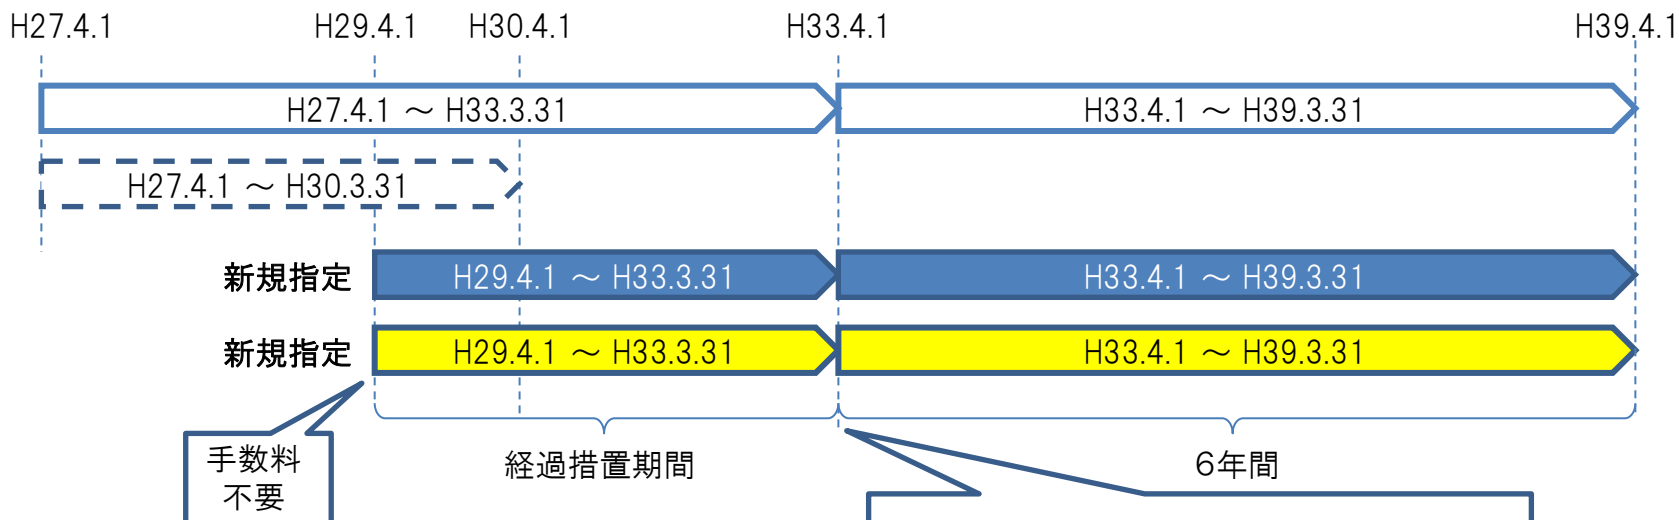 H27.4.1
H29.4.1
H30.4.1
H33.4.1
H39.4.1
H27.4.1 ～ H33.3.31
H33.4.1 ～ H39.3.31
H27.4.1 ～ H30.3.31
新規指定
H29.4.1 ～ H33.3.31
H33.4.1 ～ H39.3.31
新規指定
H29.4.1 ～ H33.3.31
H33.4.1 ～ H39.3.31
手数料
不要
経過措置期間
6年間